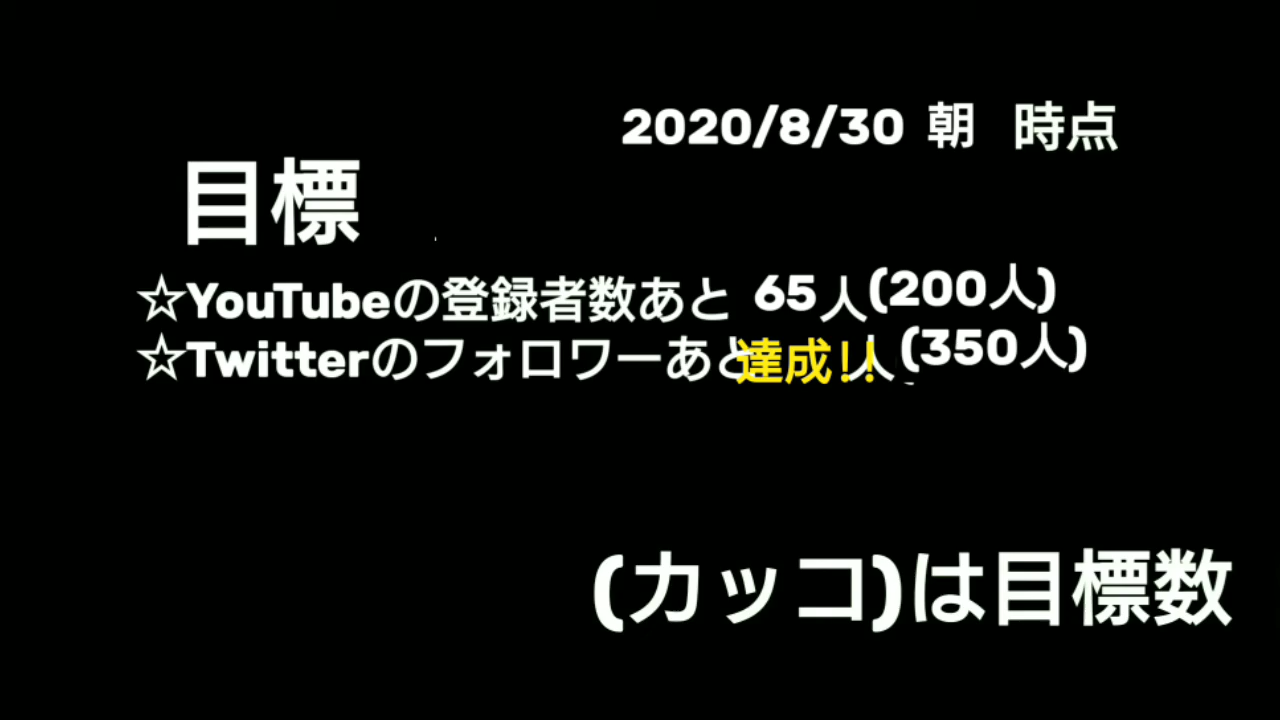 2020/8/30 朝 時点
目標
☆YouTubeの登録者数あと 65人(200人)
☆Twitterのフォロワーあと達成!!人(350人)
(カッコ)は目標数